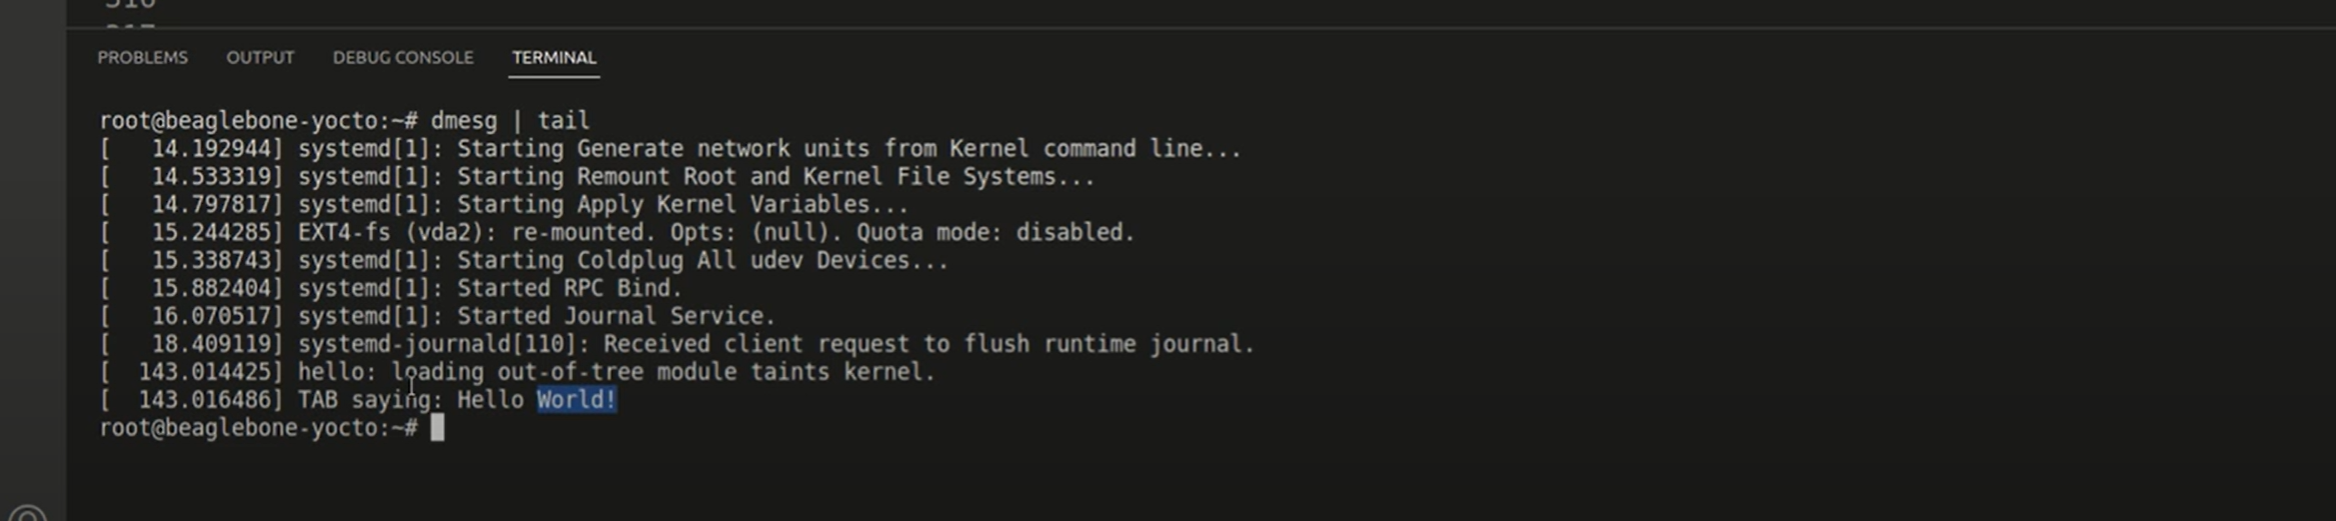 316
317
PROBLEMS OUTPUT DEBUG CONSOLE TERMINAL
root@beaglebone-yocto:~# dmesg | tail
[   14.192944] systemd[1]: Starting Generate network units from Kernel command line...
[   14.533319] systemd[1]: Starting Remount Root and Kernel File Systems...
[   14.797817] systemd[1]: Starting Apply Kernel Variables...
[   15.244285] EXT4-fs (vda2): re-mounted. Opts: (null). Quota mode: disabled.
[   15.338743] systemd[1]: Starting Coldplug All udev Devices...
[   15.882404] systemd[1]: Started RPC Bind.
[   16.070517] systemd[1]: Started Journal Service.
[   18.409119] systemd-journald[110]: Received client request to flush runtime journal.
[  143.014425] hello: loading out-of-tree module taints kernel.
[  143.016486] TAB saying: Hello World!
root@beaglebone-yocto:~#